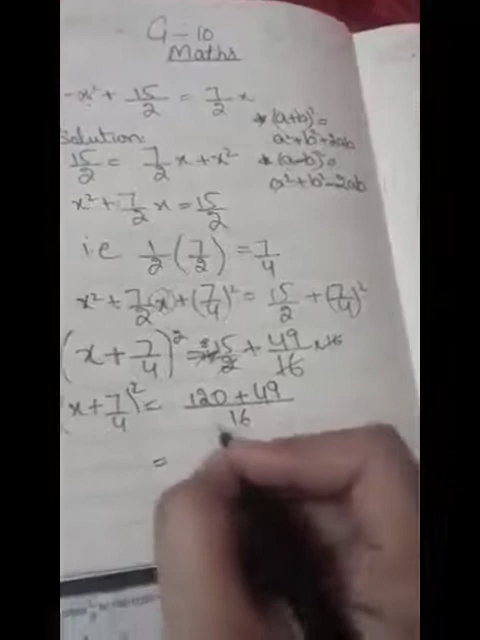 G-10
Maths
-x² + 15/2 = 7/2 x
Solution:
15/2 = 7/2 x + x²
* (a+b)² =
a²+b²+2ab
* (a-b)² =
a²+b²-2ab
x² + 7/2 x = 15/2
i.e 1/2 (7/2) = 7/4
x² + 7/2 (x) + (7/4)² = 15/2 + (7/4)²
(x + 7/4)² = 15/2 + 49/16
(x + 7/4)² = 120 + 49 / 16
=